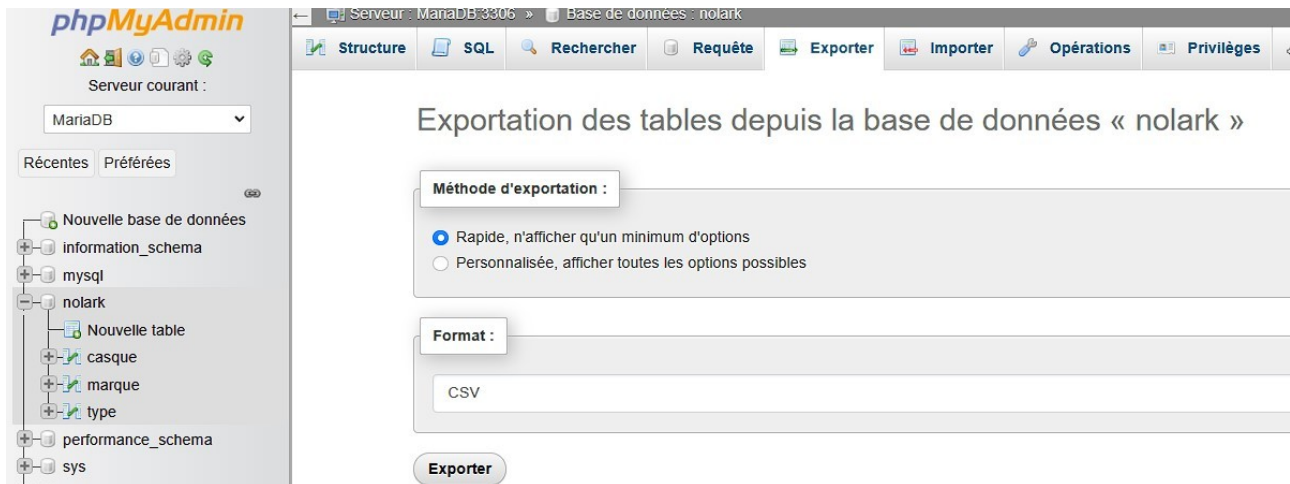 phpMyAdmin
Serveur courant :
MariaDB
Récentes Préférées
Nouvelle base de données
information_schema
mysql
nolark
Nouvelle table
casque
marque
type
performance_schema
sys
← Serveur : MariaDB:3306 » Base de données : nolark
Structure SQL Rechercher Requête Exporter Importer Opérations Privilèges
Exportation des tables depuis la base de données « nolark »
Méthode d'exportation :
Rapide, n'afficher qu'un minimum d'options
Personnalisée, afficher toutes les options possibles
Format :
CSV
Exporter